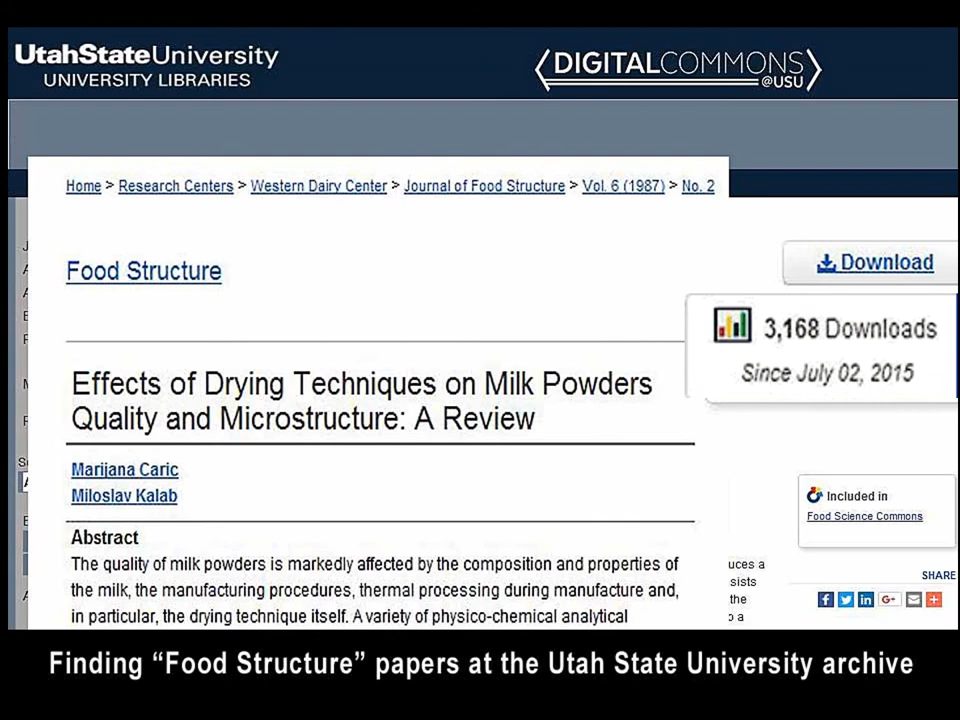 UtahStateUniversity
UNIVERSITY LIBRARIES
DIGITALCOMMONS
@USU
Home > Research Centers > Western Dairy Center > Journal of Food Structure > Vol. 6 (1987) > No. 2
Food Structure
Download
3,168 Downloads
Since July 02, 2015
Effects of Drying Techniques on Milk Powders
Quality and Microstructure: A Review
Marijana Caric
Miloslav Kalab
Abstract
The quality of milk powders is markedly affected by the composition and properties of
the milk, the manufacturing procedures, thermal processing during manufacture and,
in particular, the drying technique itself. A variety of physico-chemical analytical
Included in
Food Science Commons
SHARE
uces a
sists
the
Finding “Food Structure” papers at the Utah State University archive